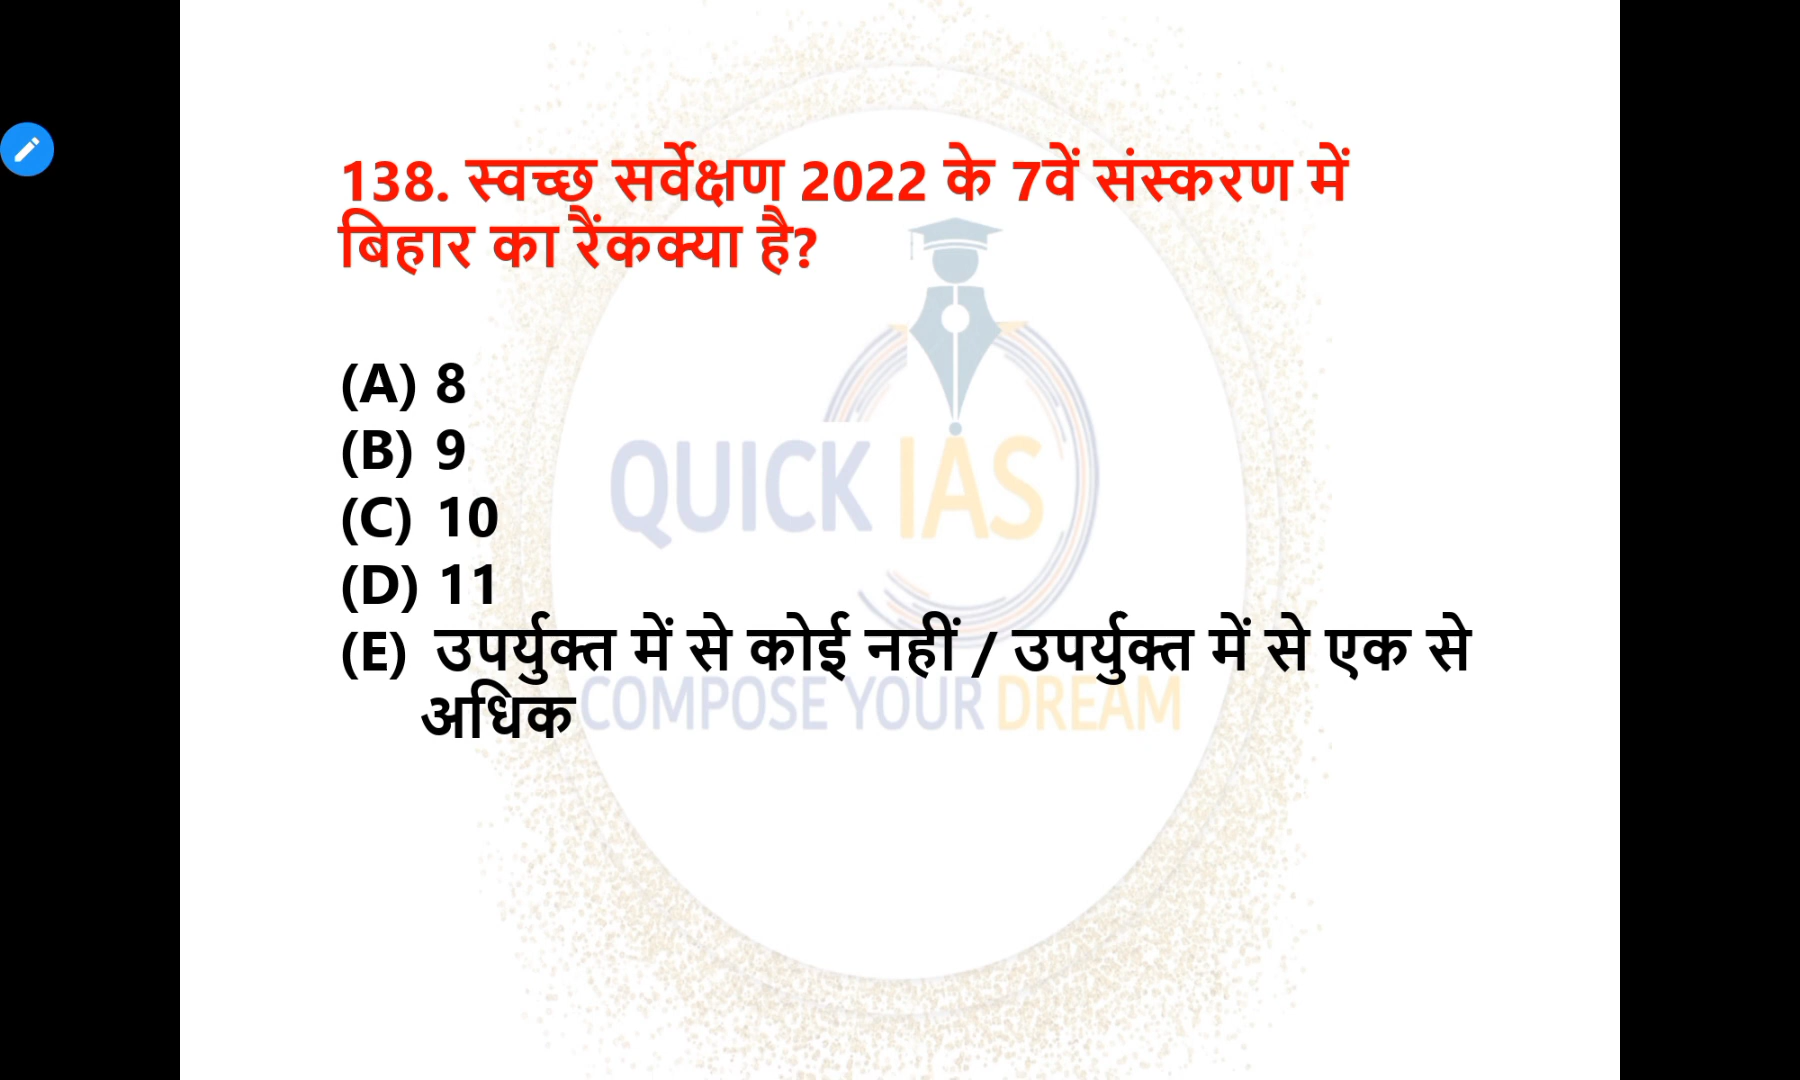 138. स्वच्छ सर्वेक्षण 2022 के 7वें संस्करण में
बिहार का रैंकक्या है?
(A) 8
(B) 9
(C) 10
(D) 11
(E) उपर्युक्त में से कोई नहीं / उपर्युक्त में से एक से
अधिक
QUICK IAS
COMPOSE YOUR DREAM